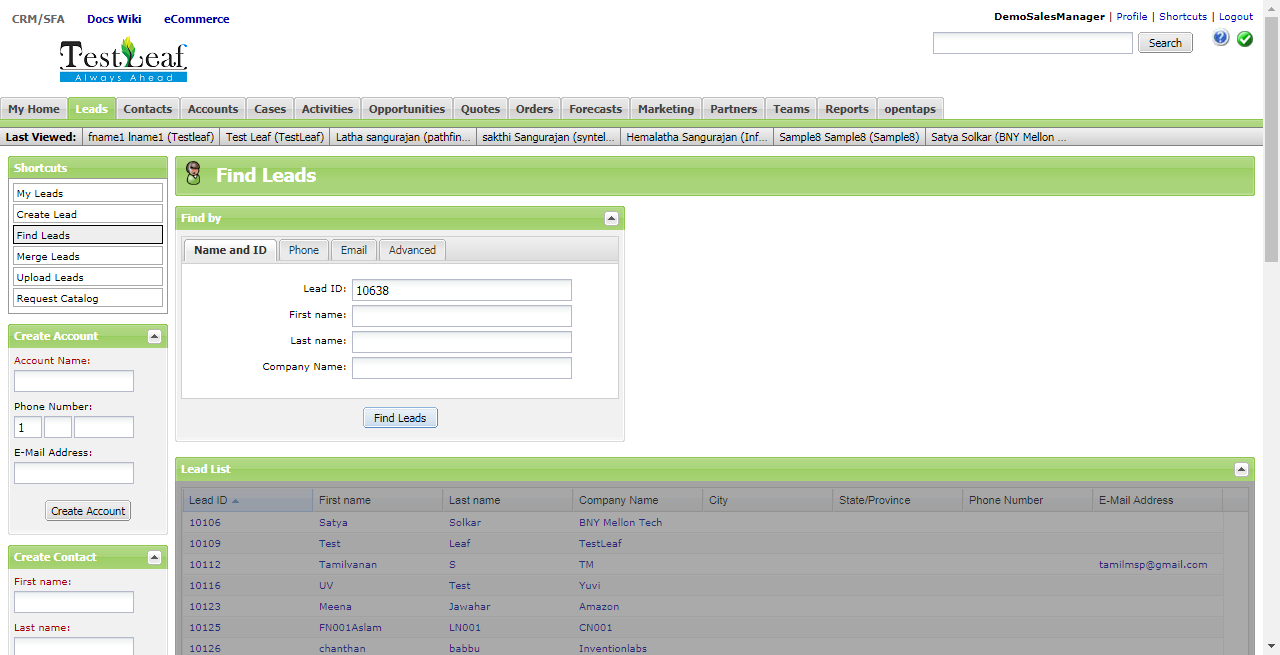 CRM/SFA Docs Wiki eCommerce
DemoSalesManager | Profile | Shortcuts | Logout
Search
TestLeaf
Always Ahead
My Home Leads Contacts Accounts Cases Activities Opportunities Quotes Orders Forecasts Marketing Partners Teams Reports opentaps
Last Viewed: fname1 lname1 (Testleaf) Test Leaf (TestLeaf) Latha sangurajan (pathfin... sakthi Sangurajan (syntel... Hemalatha Sangurajan (Inf... Sample8 Sample8 (Sample8) Satya Solkar (BNY Mellon ...
Shortcuts
My Leads
Create Lead
Find Leads
Merge Leads
Upload Leads
Request Catalog
Create Account
Account Name:
Phone Number:
1
E-Mail Address:
Create Account
Create Contact
First name:
Last name:
Find Leads
Find by
Name and ID Phone Email Advanced
Lead ID: 10638
First name:
Last name:
Company Name:
Find Leads
Lead List
Lead ID First name Last name Company Name City State/Province Phone Number E-Mail Address
10106 Satya Solkar BNY Mellon Tech
10109 Test Leaf TestLeaf
10112 Tamilvanan S TM tamilmsp@gmail.com
10116 UV Test Yuvi
10123 Meena Jawahar Amazon
10125 FN001Aslam LN001 CN001
10126 chanthan babbu Inventionlabs